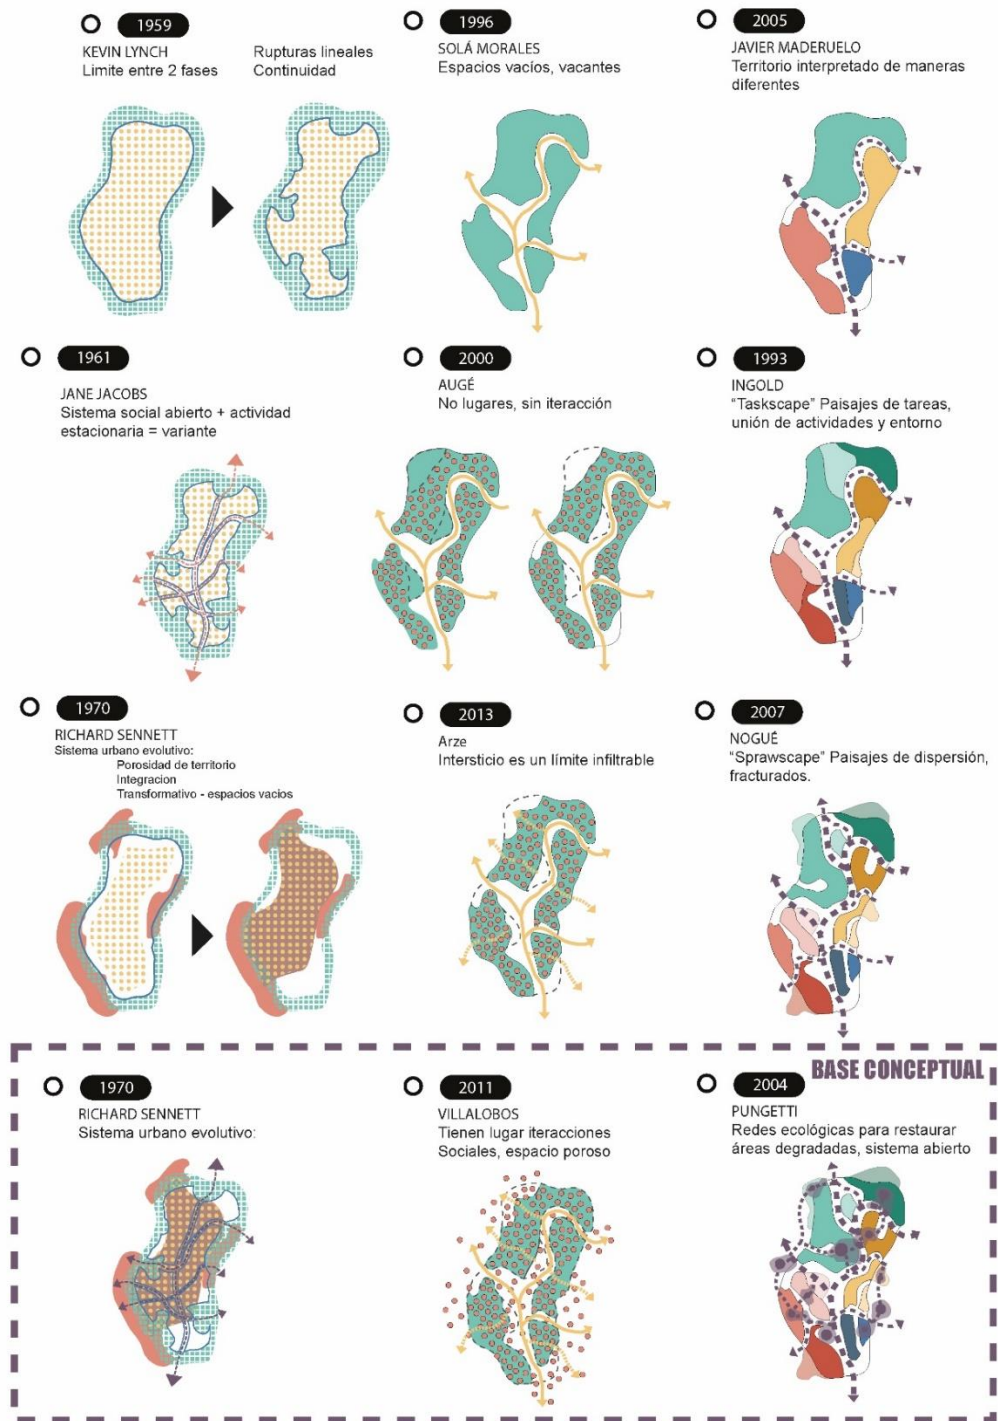 1959
KEVIN LYNCH
Limite entre 2 fases
Rupturas lineales
Continuidad
1996
SOLÁ MORALES
Espacios vacíos, vacantes
2005
JAVIER MADERUELO
Territorio interpretado de maneras
diferentes
1961
JANE JACOBS
Sistema social abierto + actividad
estacionaria = variante
2000
AUGÉ
No lugares, sin iteracción
1993
INGOLD
“Taskscape” Paisajes de tareas,
unión de actividades y entorno
1970
RICHARD SENNETT
Sistema urbano evolutivo:
Porosidad de territorio
Integracion
Transformativo - espacios vacios
2013
Arze
Intersticio es un límite infiltrable
2007
NOGUÉ
“Sprawscape” Paisajes de dispersión,
fracturados.
BASE CONCEPTUAL
1970
RICHARD SENNETT
Sistema urbano evolutivo:
2011
VILLALOBOS
Tienen lugar iteracciones
Sociales, espacio poroso
2004
PUNGETTI
Redes ecológicas para restaurar
áreas degradadas, sistema abierto